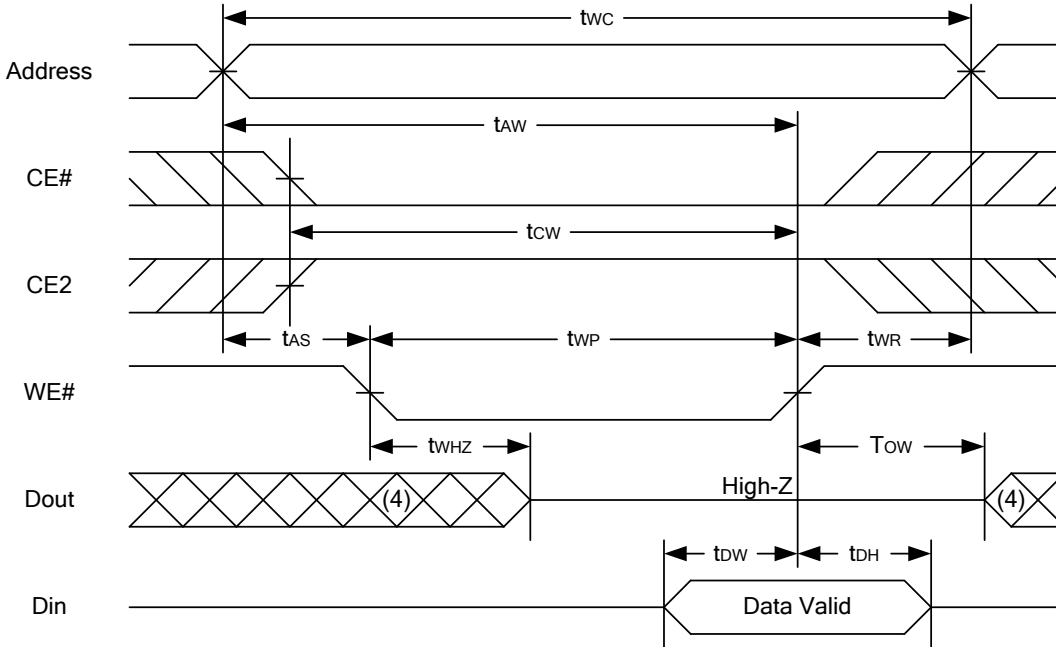 tWC
Address
tAW
CE#
tCW
CE2
tAS tWP tWR
WE#
tWHZ TOW
Dout (4) High-Z (4)
tDW tDH
Din Data Valid